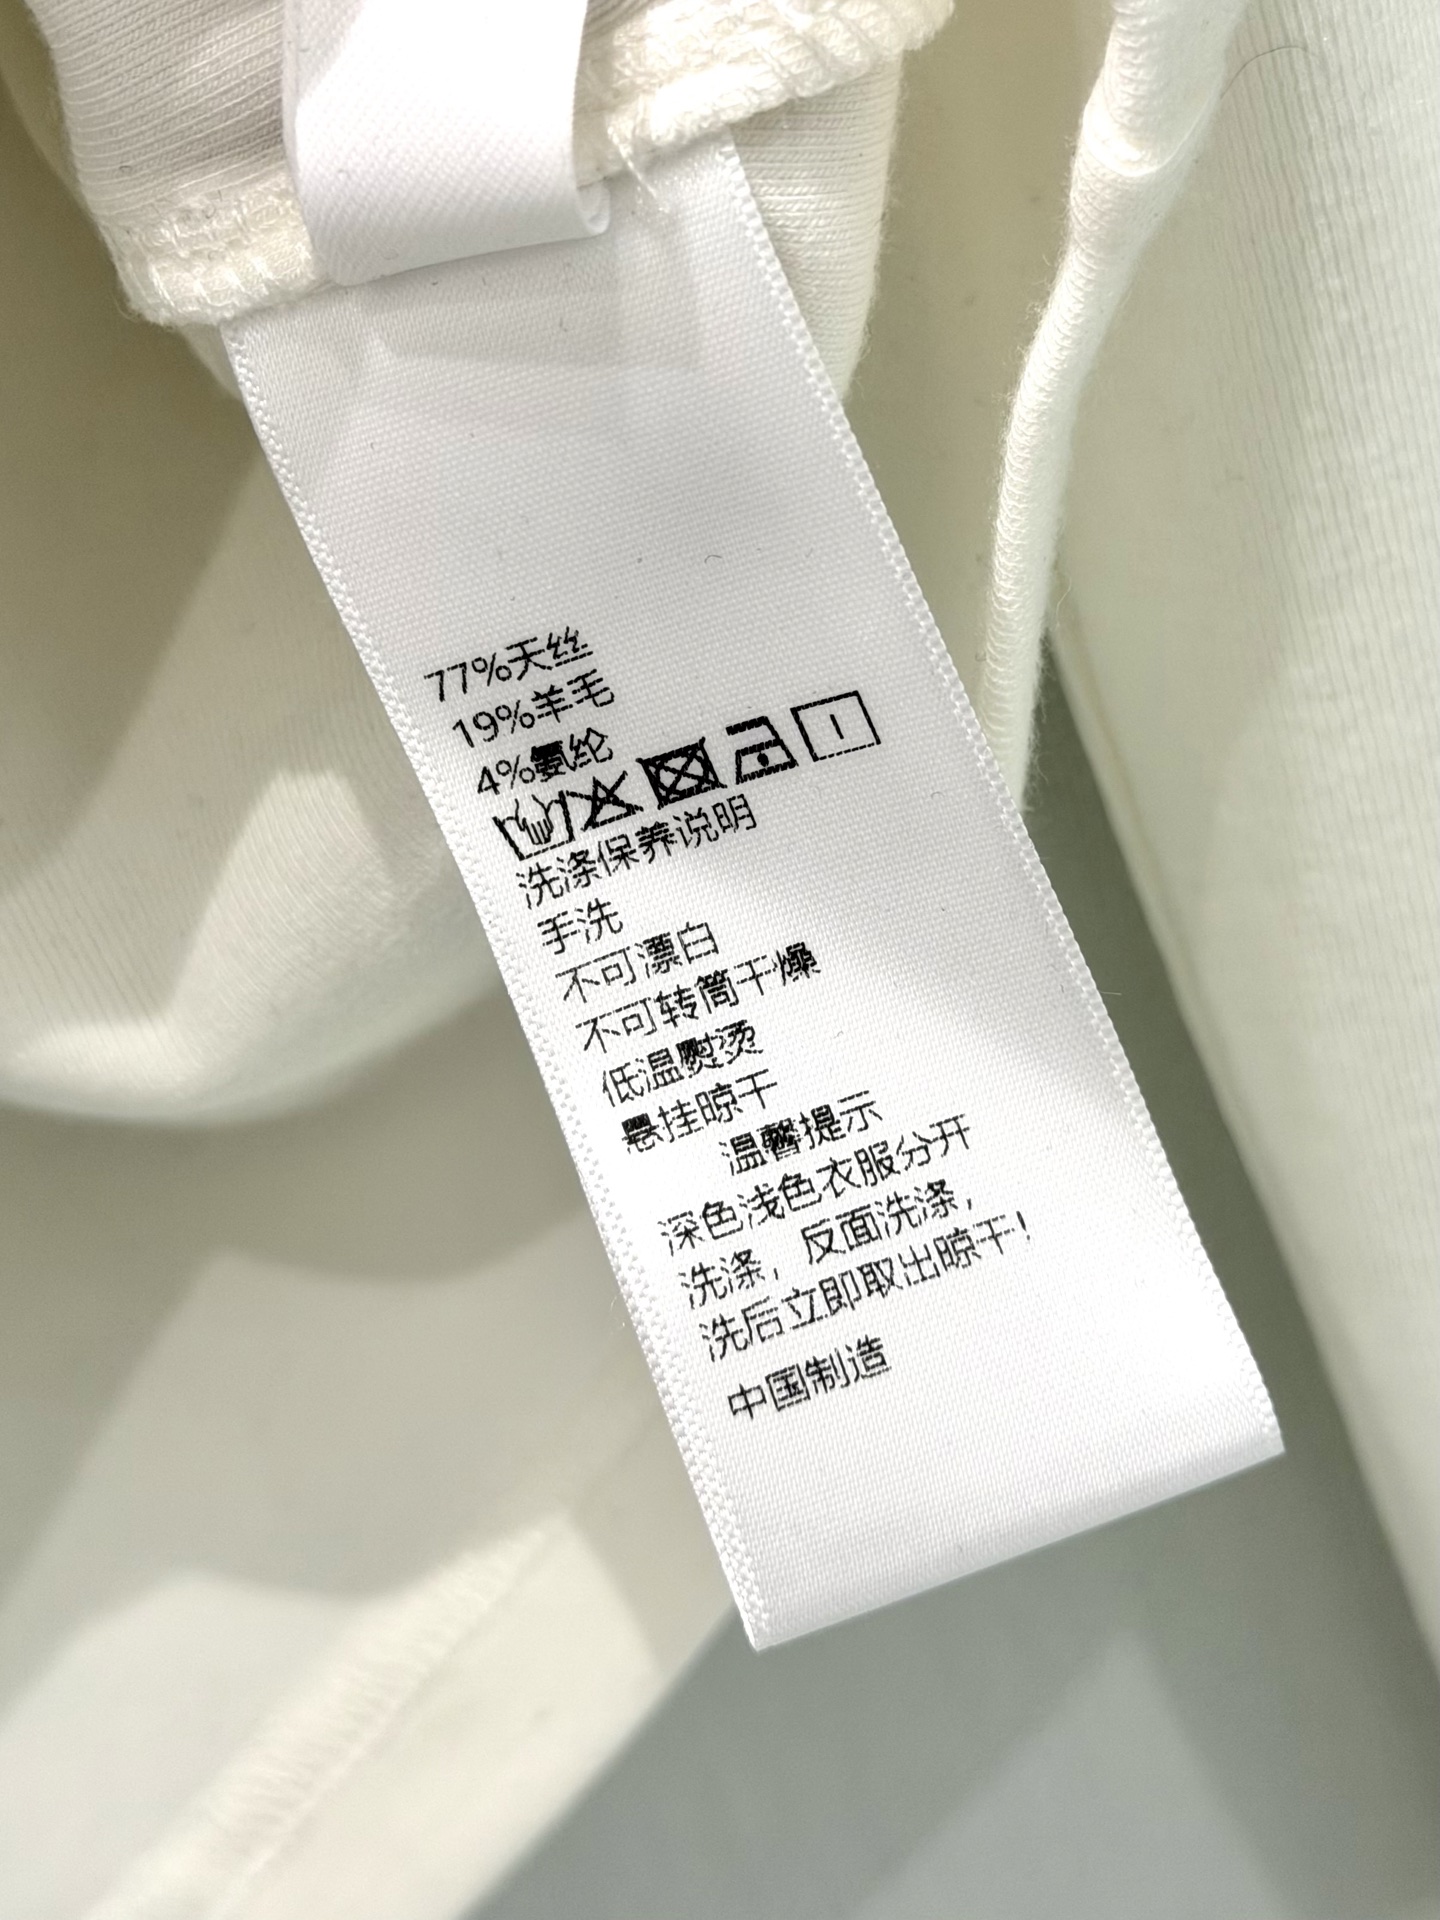 77%天丝
19%羊毛
4%氨纶
洗涤保养说明
手洗
不可漂白
不可转筒干燥
低温熨烫
悬挂晾干
温馨提示
深色浅色衣服分开
洗涤，反面洗涤，
洗后立即取出晾干！
中国制造